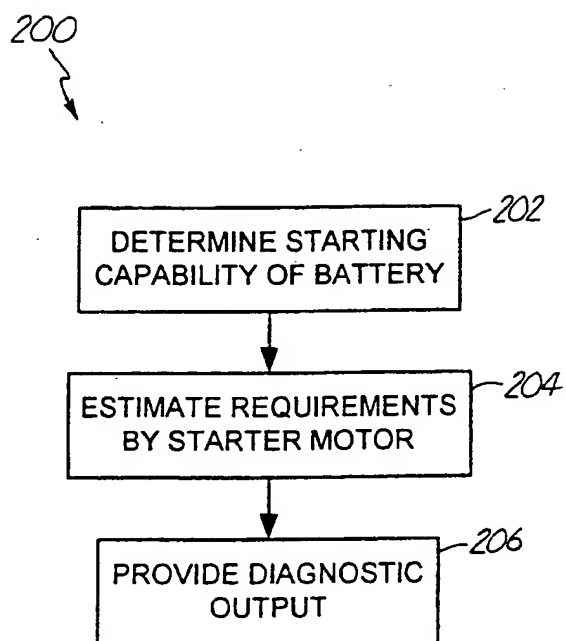 200
202
DETERMINE STARTING
CAPABILITY OF BATTERY
204
ESTIMATE REQUIREMENTS
BY STARTER MOTOR
206
PROVIDE DIAGNOSTIC
OUTPUT